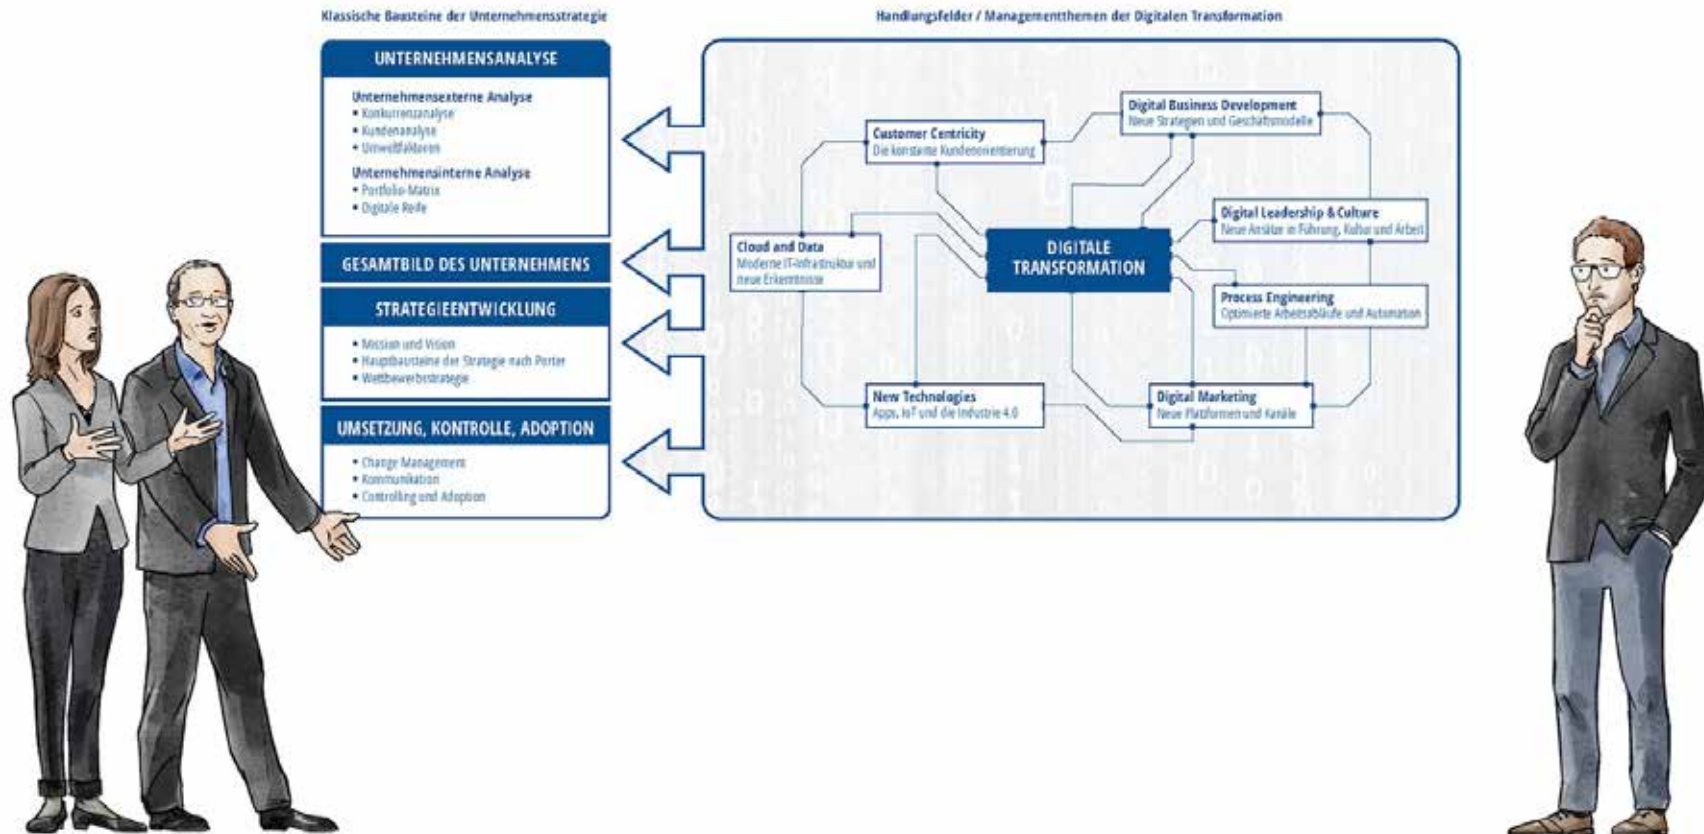 Klassische Bausteine der Unternehmensstrategie
UNTERNEHMENSANALYSE
Unternehmensexterne Analyse
▪ Konkurrenzanalyse
▪ Kundenanalyse
▪ Umweltfaktoren
Unternehmensinterne Analyse
▪ Portfolio-Matrix
▪ Digitale Reife
GESAMTBILD DES UNTERNEHMENS
STRATEGIEENTWICKLUNG
▪ Mission und Vision
▪ Hauptbausteine der Strategie nach Porter
▪ Wettbewerbsstrategie
UMSETZUNG, KONTROLLE, ADOPTION
▪ Change Management
▪ Kommunikation
▪ Controlling und Adoption
Handlungsfelder / Managementthemen der Digitalen Transformation
Digital Business Development
Neue Strategien und Geschäftsmodelle
Customer Centricity
Die konstante Kundenorientierung
Digital Leadership & Culture
Neue Ansätze in Führung, Kultur und Arbeit
Cloud and Data
Moderne IT-Infrastruktur und
neue Erkenntnisse
DIGITALE
TRANSFORMATION
Process Engineering
Optimierte Arbeitsabläufe und Automation
New Technologies
Apps, IoT und die Industrie 4.0
Digital Marketing
Neue Plattformen und Kanäle